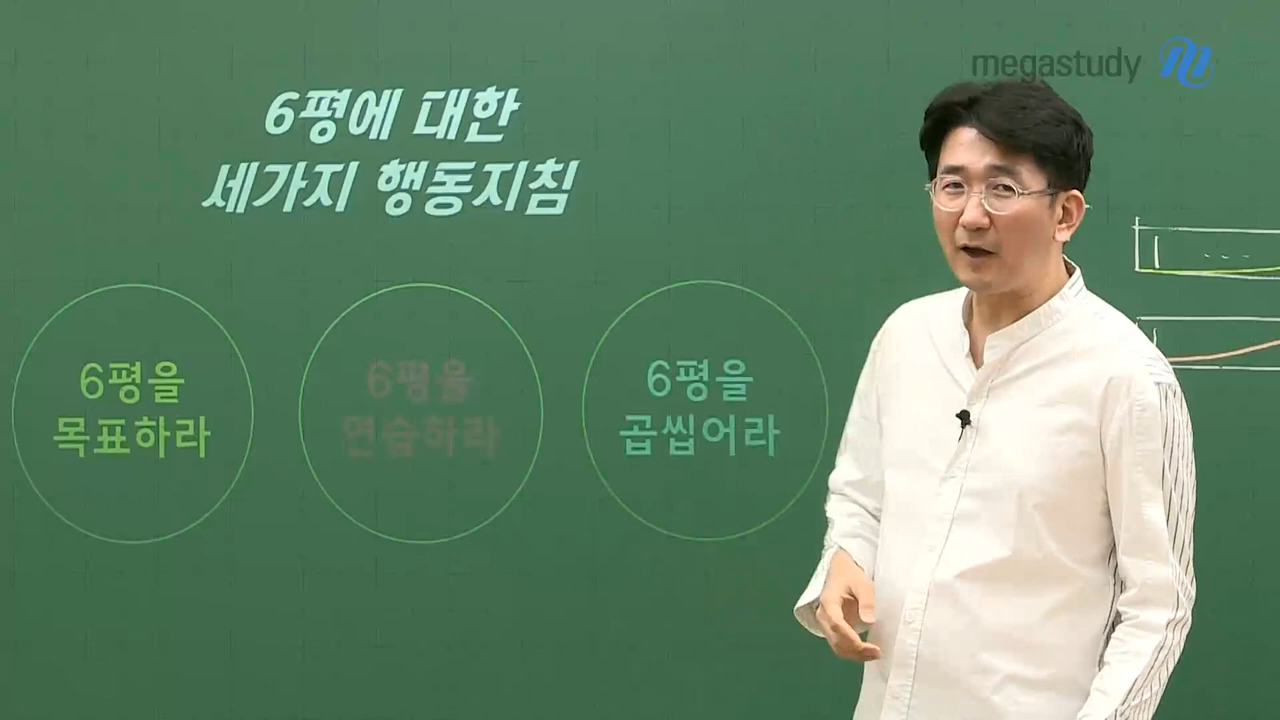 megastudy
6평에 대한
세가지 행동지침
6평을
목표하라
6평을
연습하라
6평을
곱씹어라